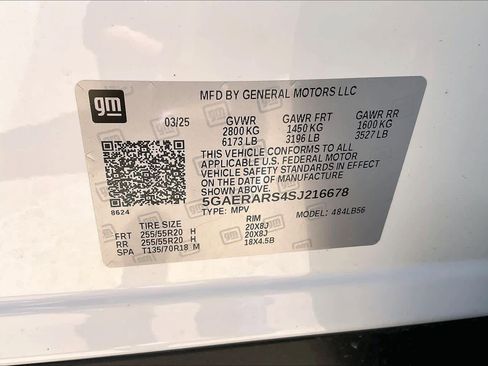 gm
MFD BY GENERAL MOTORS LLC
03/25 GVWR GAWR FRT GAWR RR
2800 KG 1450 KG 1600 KG
6173 LB 3196 LB 3527 LB
THIS VEHICLE CONFORMS TO ALL
APPLICABLE U.S. FEDERAL MOTOR
VEHICLE SAFETY STANDARDS IN EFFECT
ON THE DATE OF MANUFACTURE
SHOWN ABOVE.
8624 5GAERARS4SJ216678
TYPE: MPV MODEL: 484LB56
TIRE SIZE RIM
FRT 255/55R20 H 20X8J
RR 255/55R20 H 20X8J
SPA T135/70R18 M 18X4.5B